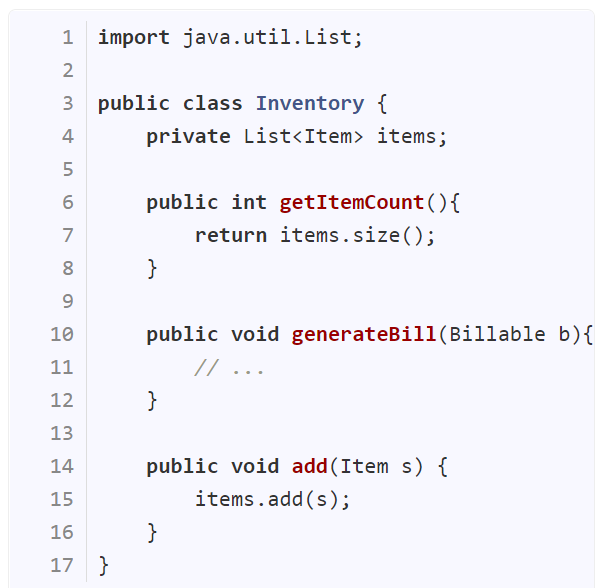 1 import java.util.List;
2
3 public class Inventory {
4     private List<Item> items;
5
6     public int getItemCount(){
7         return items.size();
8     }
9
10     public void generateBill(Billable b){
11         // ...
12     }
13
14     public void add(Item s) {
15         items.add(s);
16     }
17 }